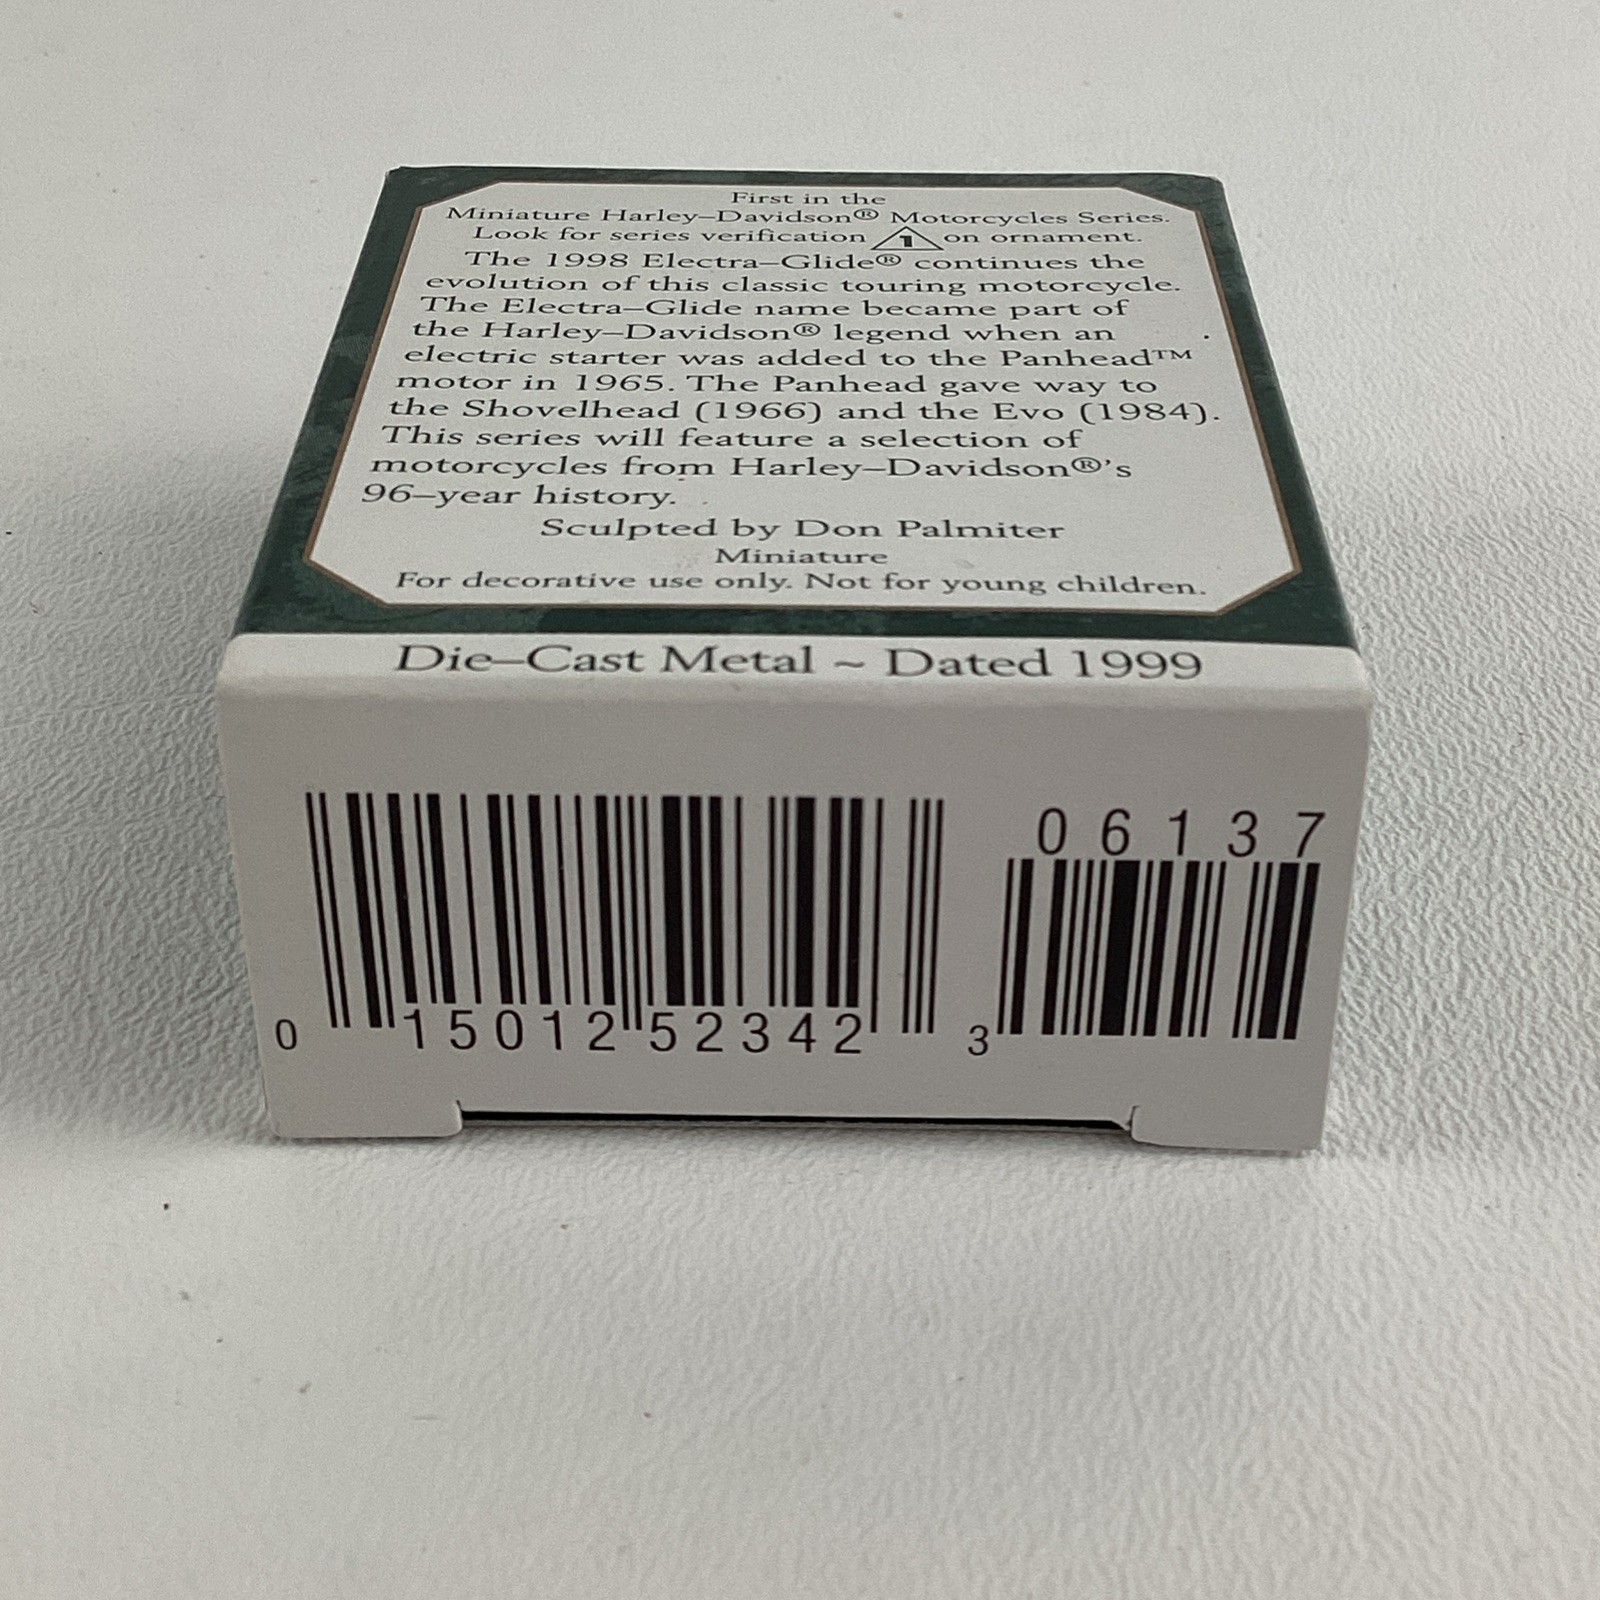 First in the
Miniature Harley–Davidson® Motorcycles Series.
Look for series verification 1 on ornament.
The 1998 Electra–Glide® continues the
evolution of this classic touring motorcycle.
The Electra–Glide name became part of
the Harley–Davidson® legend when an
electric starter was added to the Panhead™
motor in 1965. The Panhead gave way to
the Shovelhead (1966) and the Evo (1984).
This series will feature a selection of
motorcycles from Harley–Davidson®'s
96–year history.
Sculpted by Don Palmiter
Miniature
For decorative use only. Not for young children.
Die–Cast Metal ~ Dated 1999
06137
0 15012 52342 3